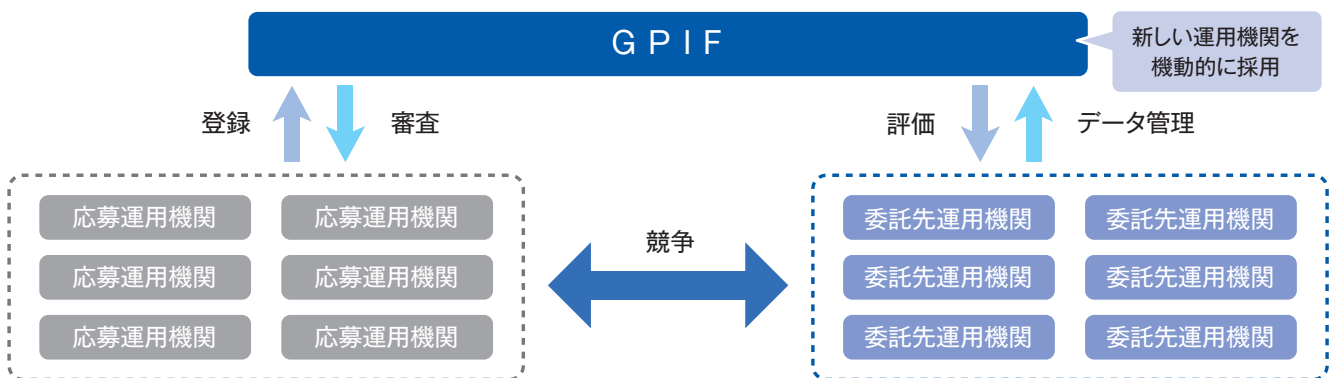 GPIF
新しい運用機関を
機動的に採用
登録
審査
評価
データ管理
応募運用機関 応募運用機関
応募運用機関 応募運用機関
応募運用機関 応募運用機関
競争
委託先運用機関 委託先運用機関
委託先運用機関 委託先運用機関
委託先運用機関 委託先運用機関